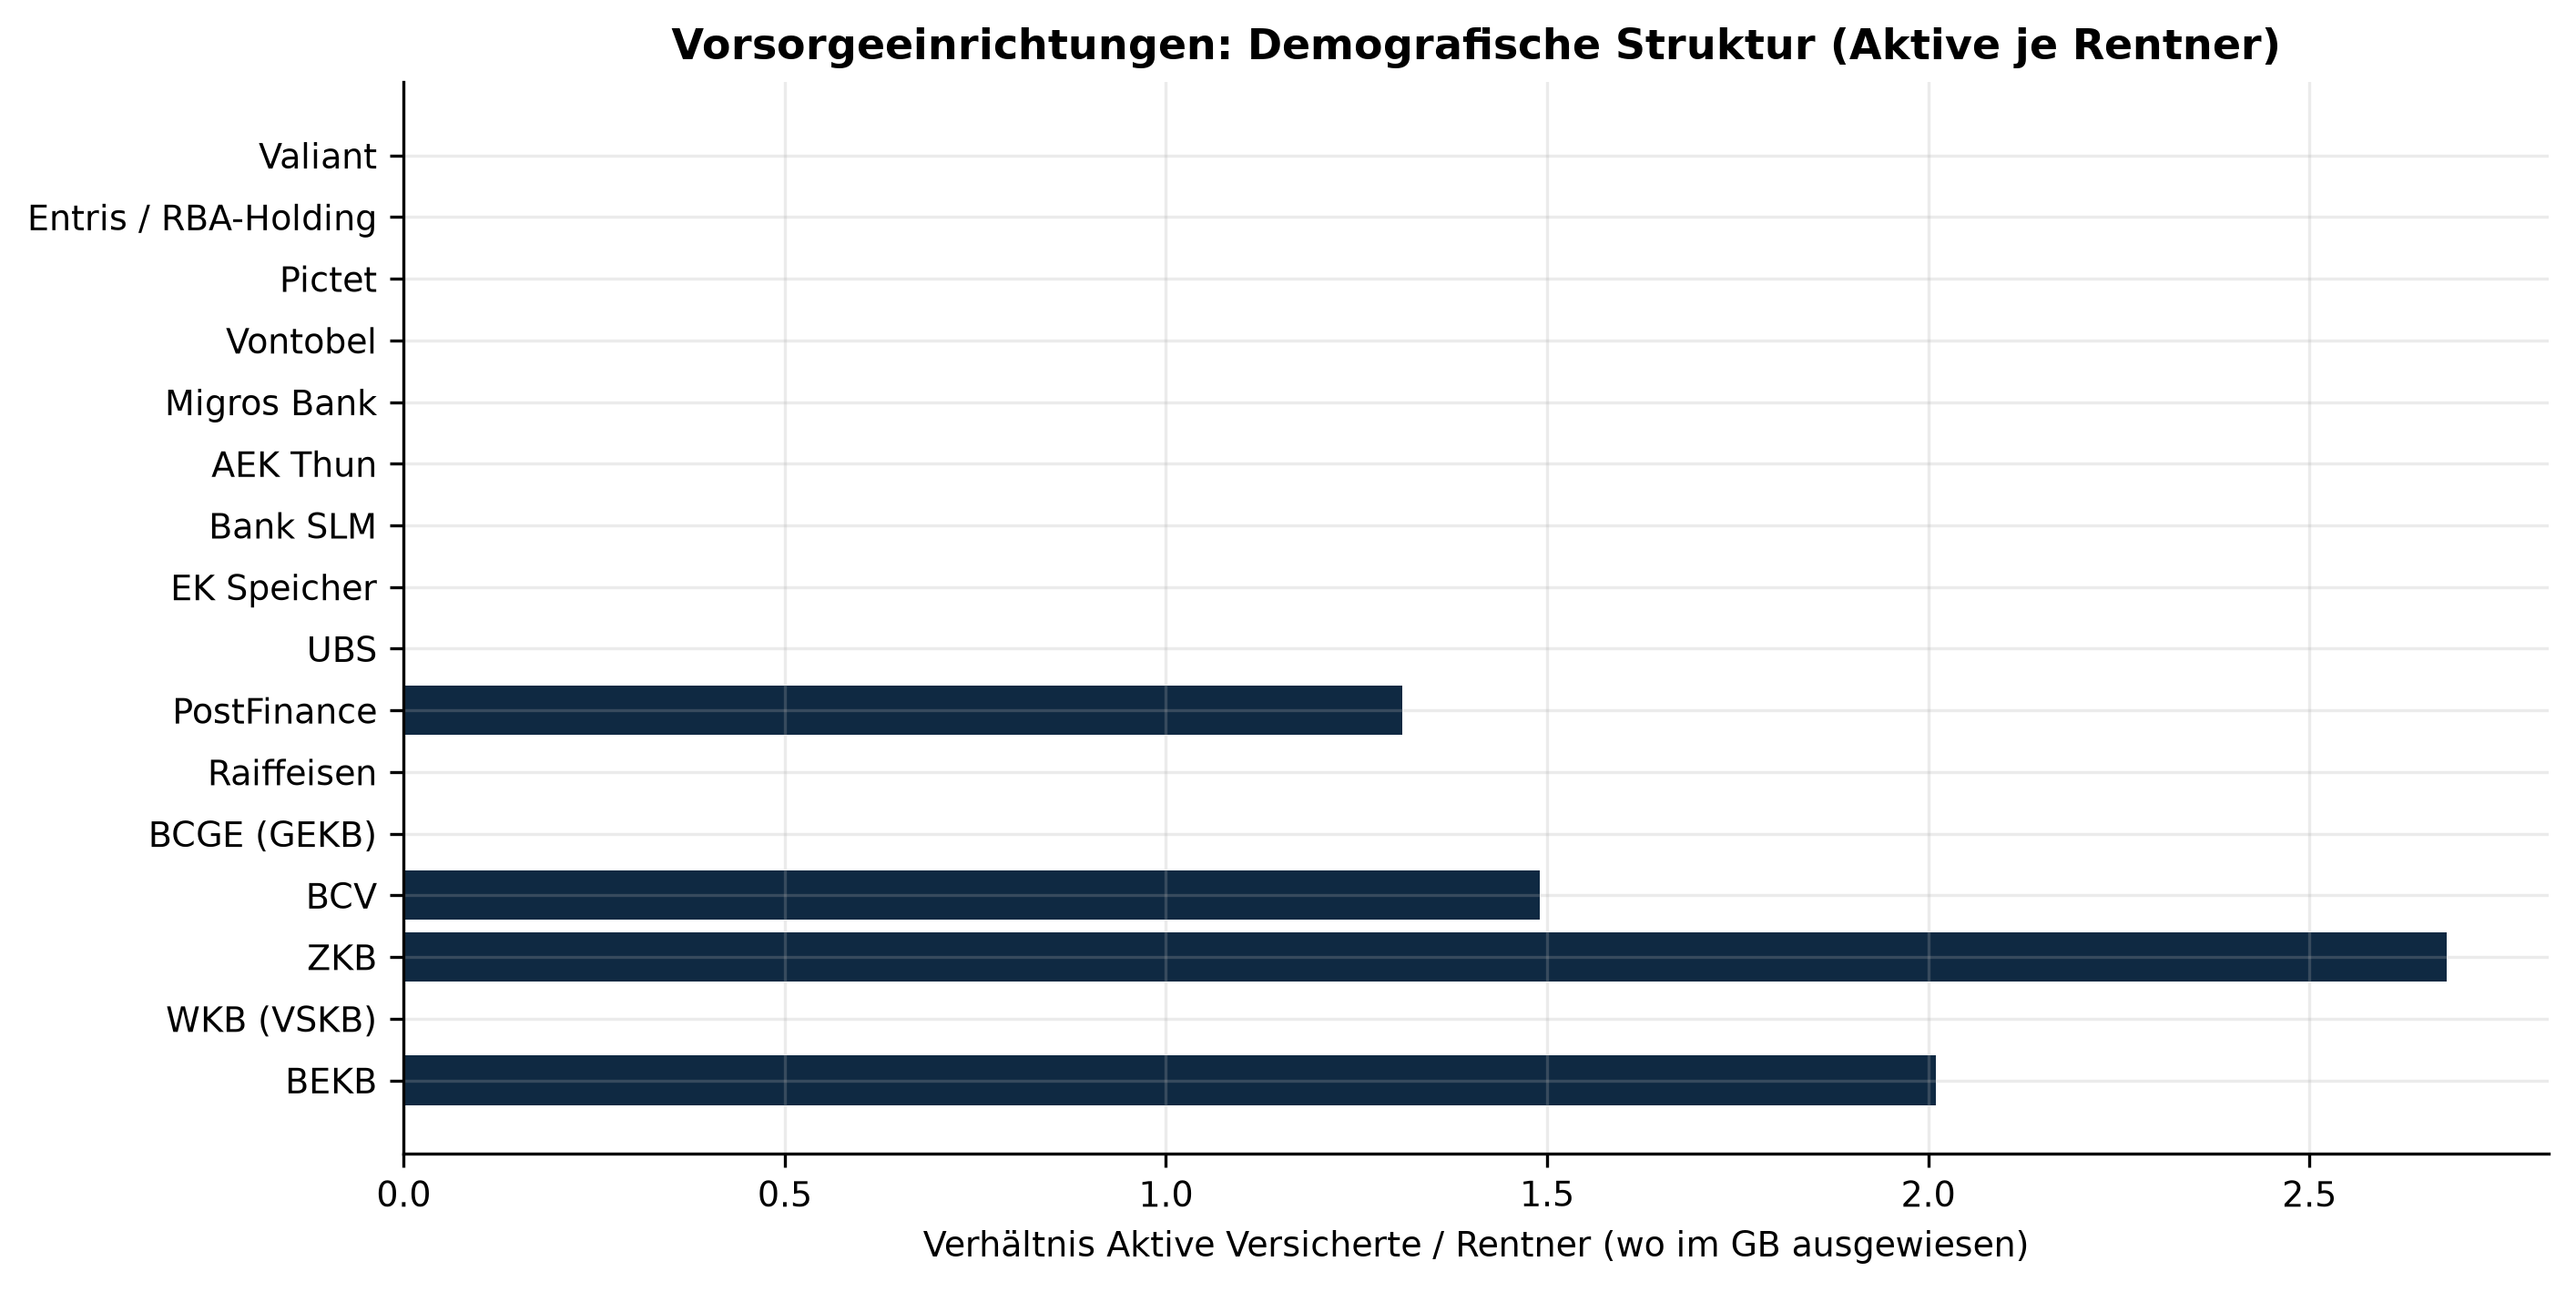 Vorsorgeeinrichtungen: Demografische Struktur (Aktive je Rentner)
Valiant
Entris / RBA-Holding
Pictet
Vontobel
Migros Bank
AEK Thun
Bank SLM
EK Speicher
UBS
PostFinance
Raiffeisen
BCGE (GEKB)
BCV
ZKB
WKB (VSKB)
BEKB
0.0 0.5 1.0 1.5 2.0 2.5
Verhältnis Aktive Versicherte / Rentner (wo im GB ausgewiesen)